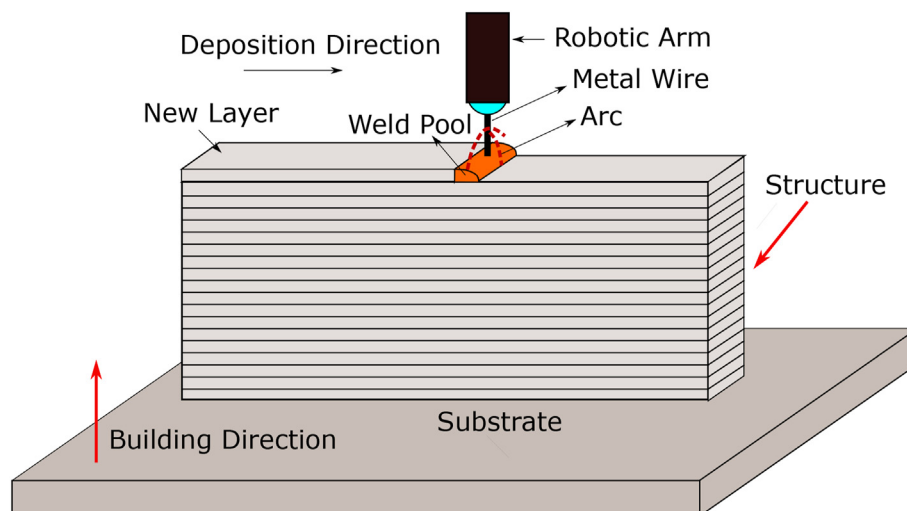 Deposition Direction
Robotic Arm
Metal Wire
New Layer
Weld Pool
Arc
Structure
Substrate
Building Direction